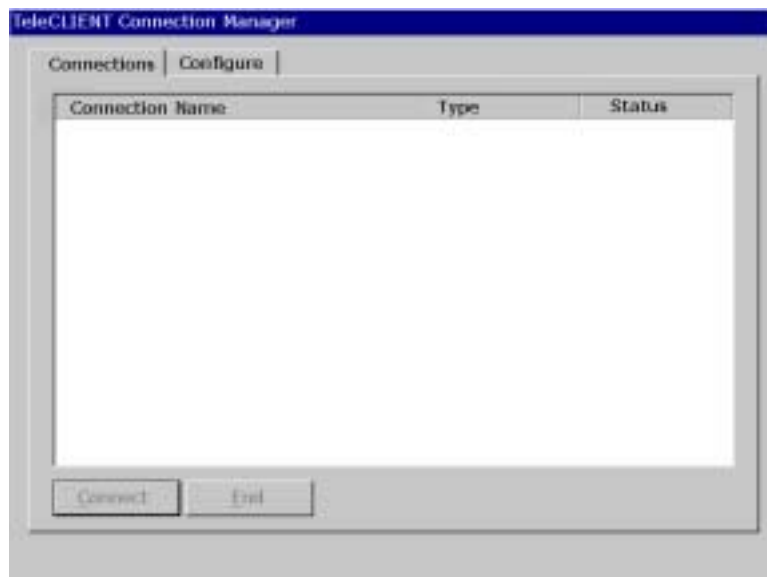 TeleCLIENT Connection Manager
Connections Configure
Connection Name Type Status
Connect End